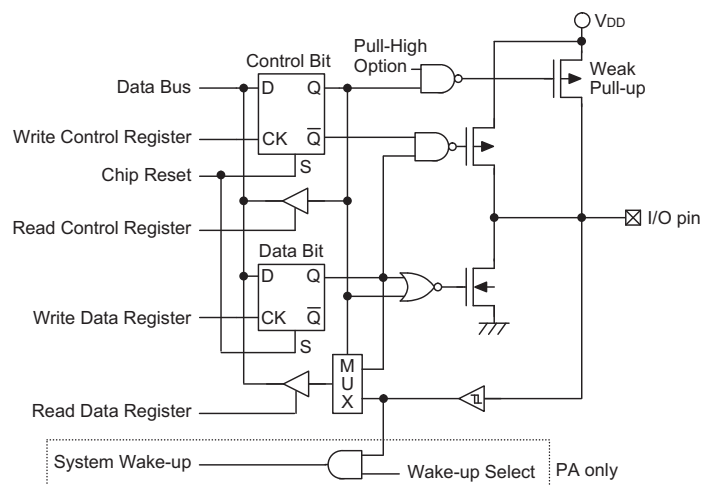 VDD
Control Bit
Pull-High
Option
Weak
Pull-up
Data Bus
D
Q
Write Control Register
CK
Q
Chip Reset
S
I/O pin
Read Control Register
Data Bit
D
Q
Write Data Register
CK
Q
S
M
U
X
Read Data Register
System Wake-up
Wake-up Select
PA only